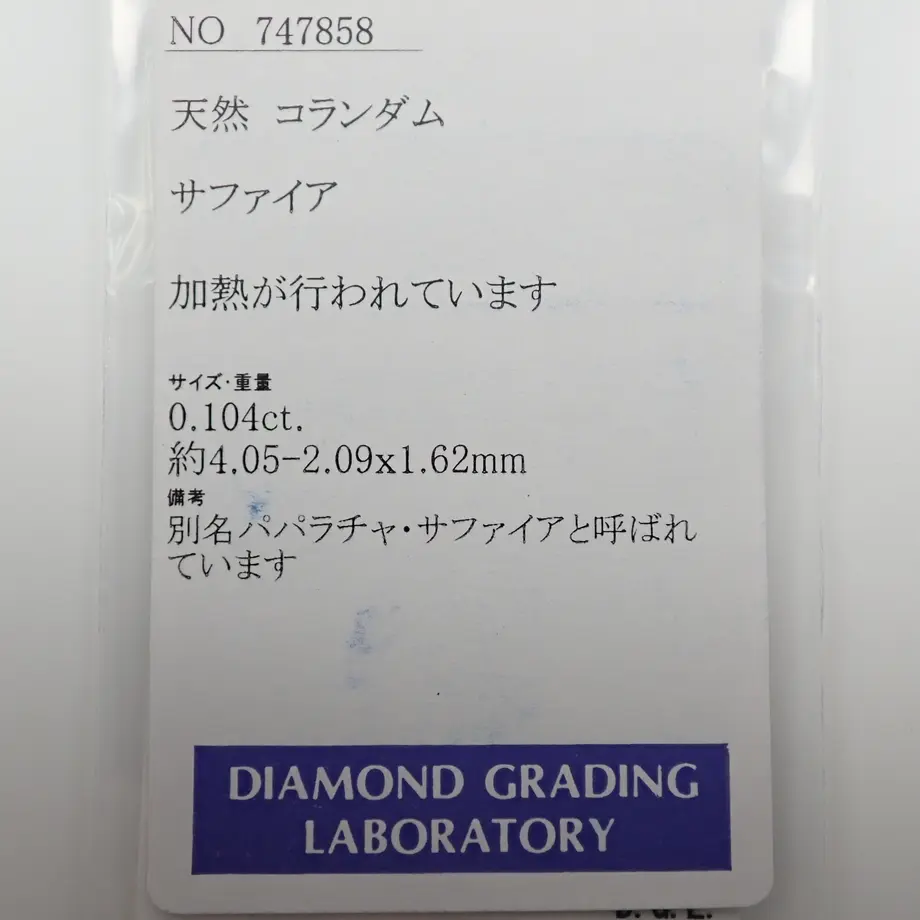 NO 747858
天然 コランダム
サファイア
加熱が行われています
サイズ・重量
0.104ct.
約4.05-2.09x1.62mm
備考
別名パパラチャ・サファイアと呼ばれ
ています
DIAMOND GRADING
LABORATORY